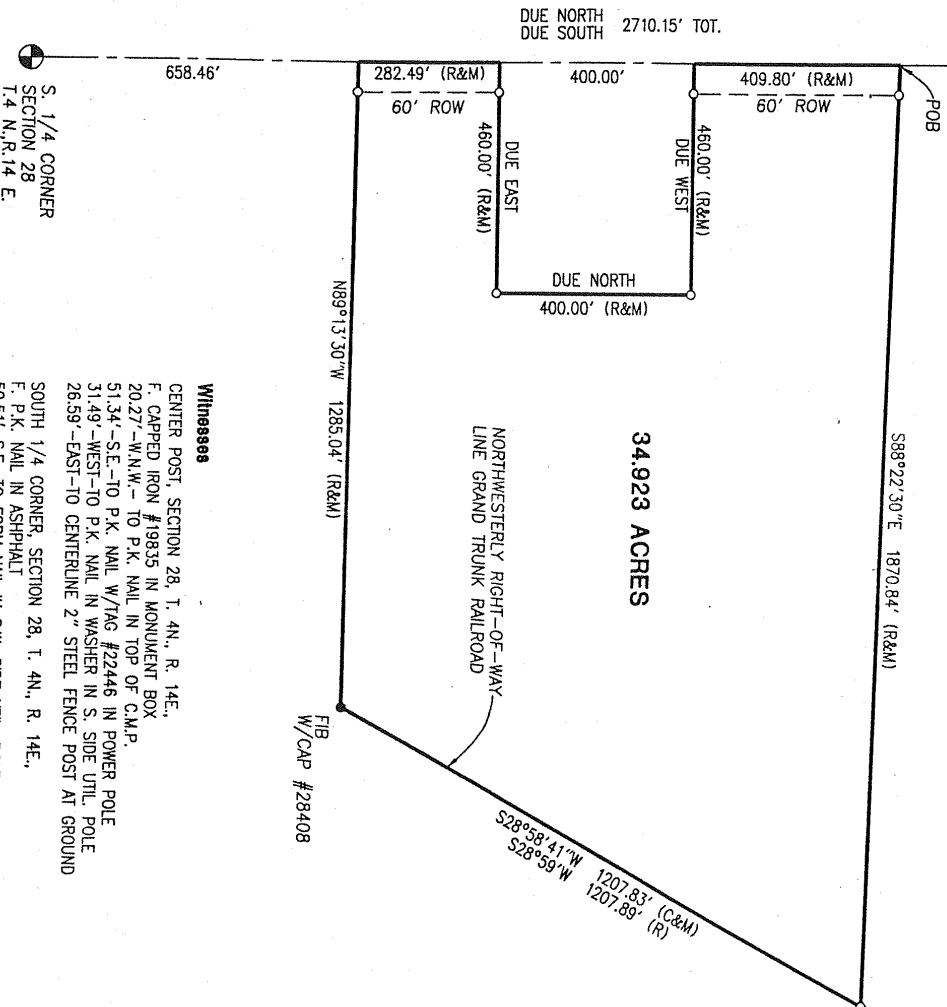 DUE NORTH
DUE SOUTH 2710.15' TOT.
658.46'
282.49' (R&M)
60' ROW
400.00'
409.80' (R&M)
60' ROW
POB
S. 1/4 CORNER
SECTION 28
T.4 N.,R.14 E.
DUE EAST
460.00' (R&M)
460.00' (R&M)
DUE WEST
DUE NORTH
400.00' (R&M)
S88°22'30"E 1870.84' (R&M)
34.923 ACRES
N89°13'30"W 1285.04' (R&M)
NORTHWESTERLY RIGHT-OF-WAY
LINE GRAND TRUNK RAILROAD
FIB
W/CAP #28408
S28°58'41"W 1207.83' (C&M)
S28°59'W 1207.89' (R)
Witnesses
CENTER POST, SECTION 28, T. 4N., R. 14E.,
F. CAPPED IRON #19835 IN MONUMENT BOX
20.27'-W.N.W.- TO P.K. NAIL IN TOP OF C.M.P.
51.34'-S.E.-TO P.K. NAIL W/TAG #22446 IN POWER POLE
31.49'-WEST-TO P.K. NAIL IN WASHER IN S. SIDE UTIL. POLE
26.59'-EAST-TO CENTERLINE 2" STEEL FENCE POST AT GROUND
SOUTH 1/4 CORNER, SECTION 28, T. 4N., R. 14E.,
F. P.K. NAIL IN ASHPHALT